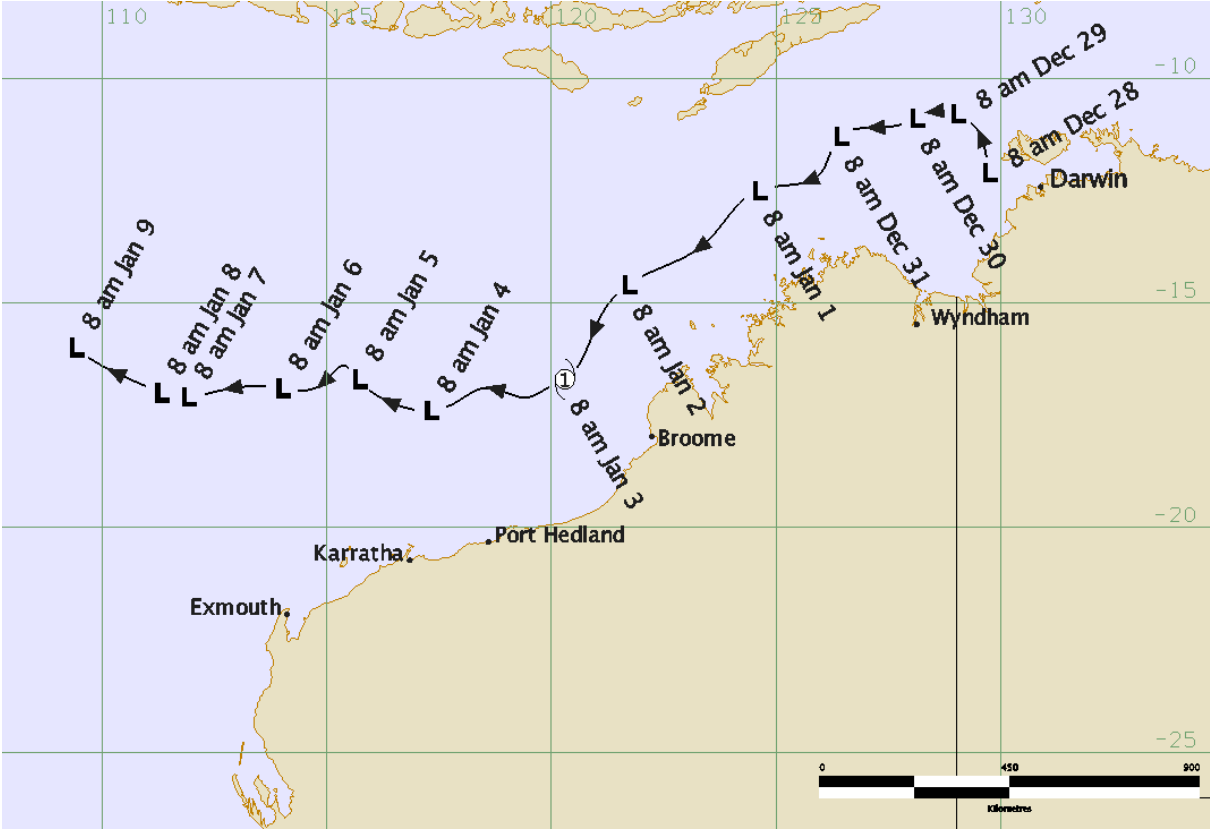 110
115
120
125
130
-10
-15
-20
-25
8 am Dec 28
8 am Dec 29
8 am Dec 30
8 am Dec 31
8 am Jan 1
8 am Jan 2
8 am Jan 3
8 am Jan 4
8 am Jan 5
8 am Jan 6
8 am Jan 7
8 am Jan 8
8 am Jan 9
L
L
L
L
L
L
1
L
L
L
L
L
L
Darwin
Wyndham
Broome
Port Hedland
Karratha
Exmouth
0 450 900
Kilometres